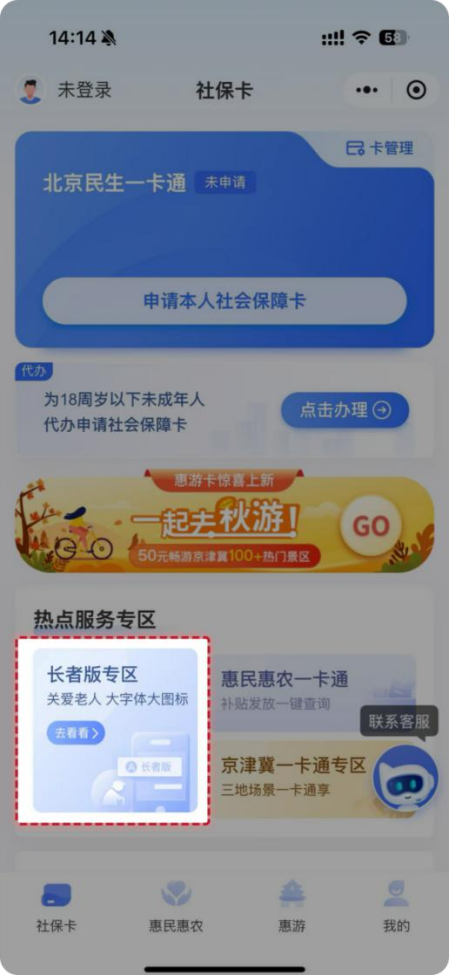 14:14
58
未登录
社保卡
卡管理
北京民生一卡通
未申请
申请本人社会保障卡
代办
为18周岁以下未成年人
代办申请社会保障卡
点击办理
惠游卡惊喜上新
一起去秋游!
GO
50元畅游京津冀100+热门景区
热点服务专区
长者版专区
关爱老人 大字体大图标
去看看
长者版
惠民惠农一卡通
补贴发放一键查询
联系客服
京津冀一卡通专区
三地场景一卡通享
社保卡
惠民惠农
惠游
我的